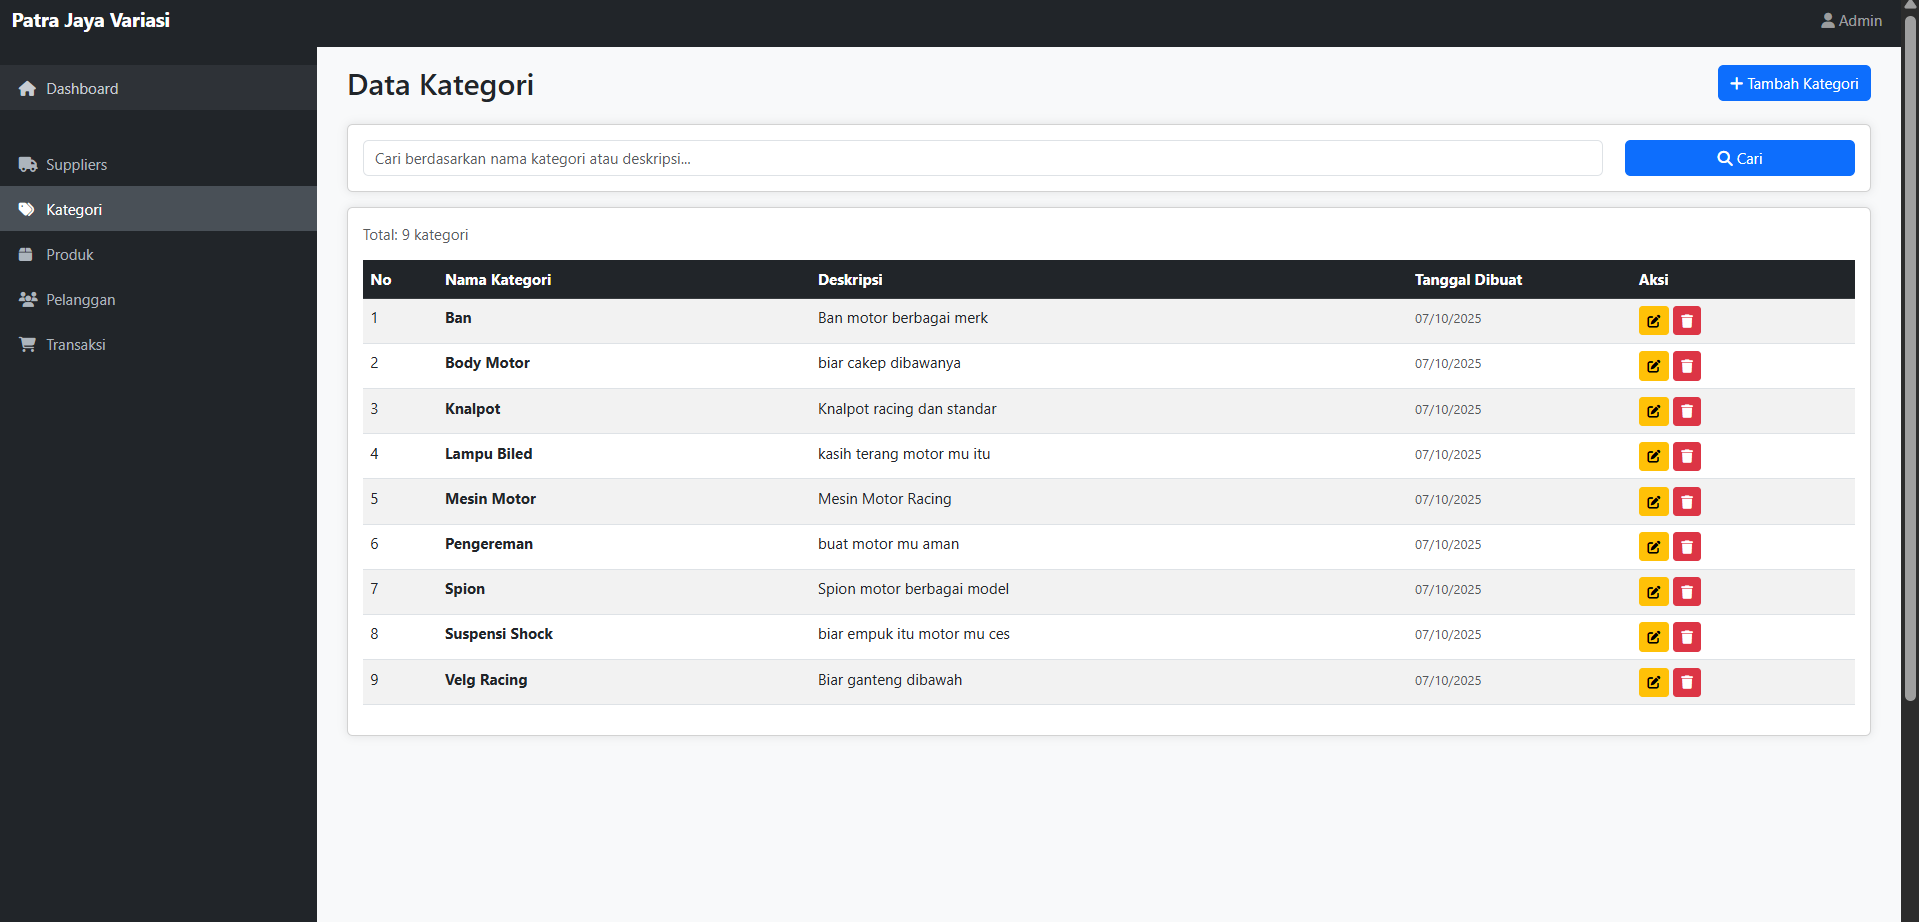 Patra Jaya Variasi
Admin
Dashboard
Suppliers
Kategori
Produk
Pelanggan
Transaksi
Data Kategori
Tambah Kategori
Cari berdasarkan nama kategori atau deskripsi...
Cari
Total: 9 kategori
No Nama Kategori Deskripsi Tanggal Dibuat Aksi
1 Ban Ban motor berbagai merk 07/10/2025
2 Body Motor biar cakep dibawanya 07/10/2025
3 Knalpot Knalpot racing dan standar 07/10/2025
4 Lampu Biled kasih terang motor mu itu 07/10/2025
5 Mesin Motor Mesin Motor Racing 07/10/2025
6 Pengereman buat motor mu aman 07/10/2025
7 Spion Spion motor berbagai model 07/10/2025
8 Suspensi Shock biar empuk itu motor mu ces 07/10/2025
9 Velg Racing Biar ganteng dibawah 07/10/2025